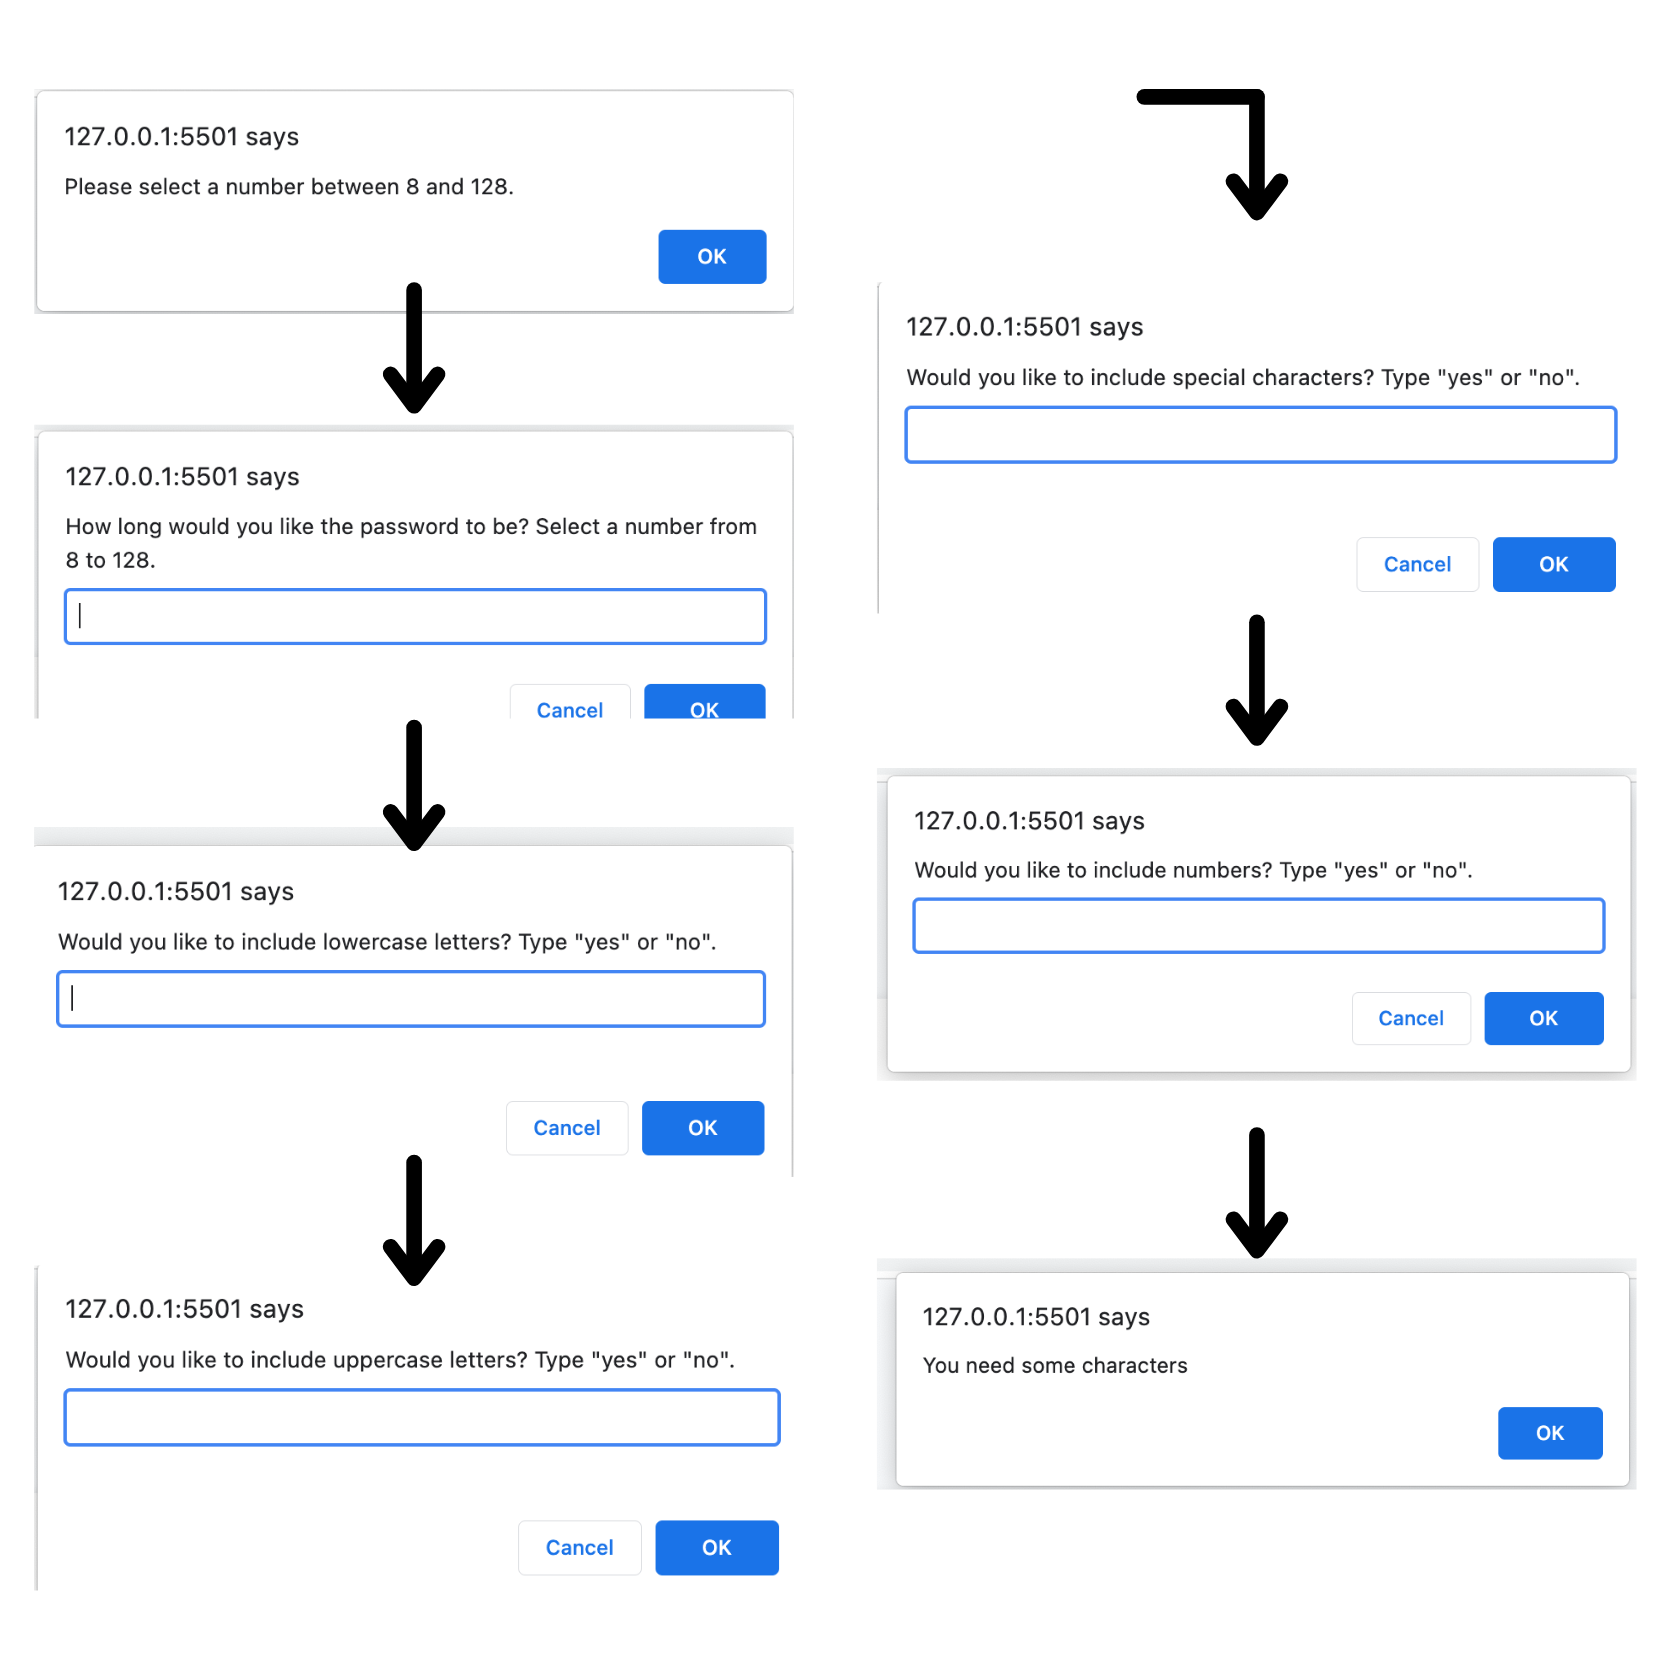 127.0.0.1:5501 says
Please select a number between 8 and 128.
OK
127.0.0.1:5501 says
How long would you like the password to be? Select a number from
8 to 128.
Cancel OK
127.0.0.1:5501 says
Would you like to include lowercase letters? Type "yes" or "no".
Cancel OK
127.0.0.1:5501 says
Would you like to include uppercase letters? Type "yes" or "no".
Cancel OK
127.0.0.1:5501 says
Would you like to include special characters? Type "yes" or "no".
Cancel OK
127.0.0.1:5501 says
Would you like to include numbers? Type "yes" or "no".
Cancel OK
127.0.0.1:5501 says
You need some characters
OK